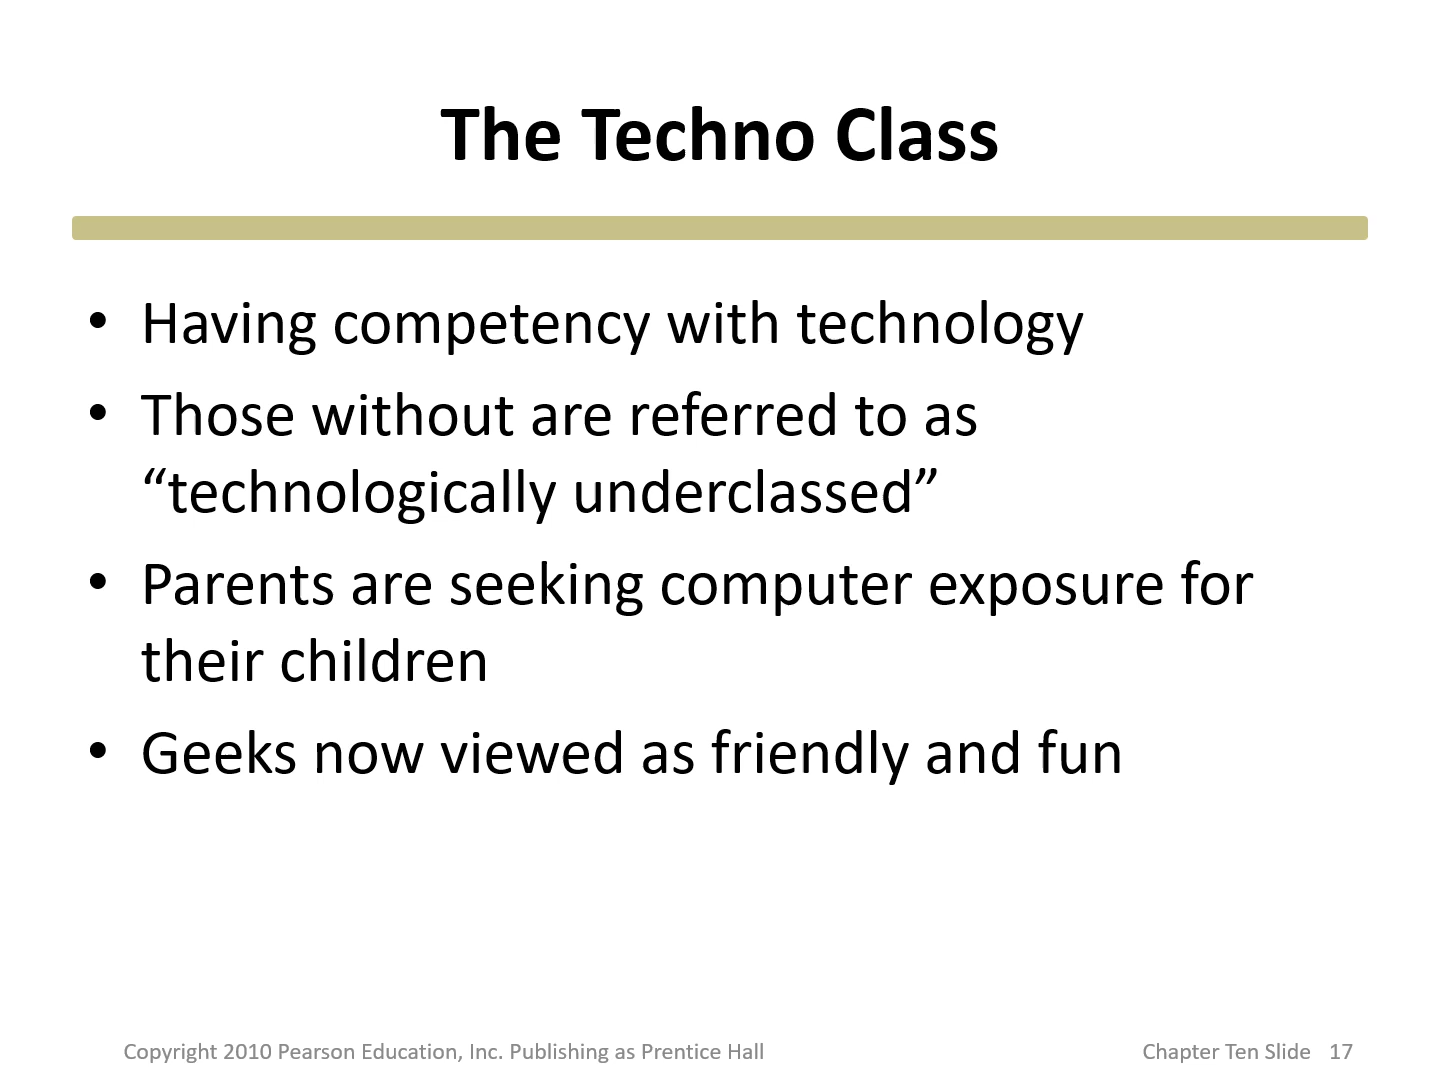 The Techno Class
• Having competency with technology
• Those without are referred to as
“technologically underclassed”
• Parents are seeking computer exposure for
their children
• Geeks now viewed as friendly and fun
Copyright 2010 Pearson Education, Inc. Publishing as Prentice Hall
Chapter Ten Slide 17